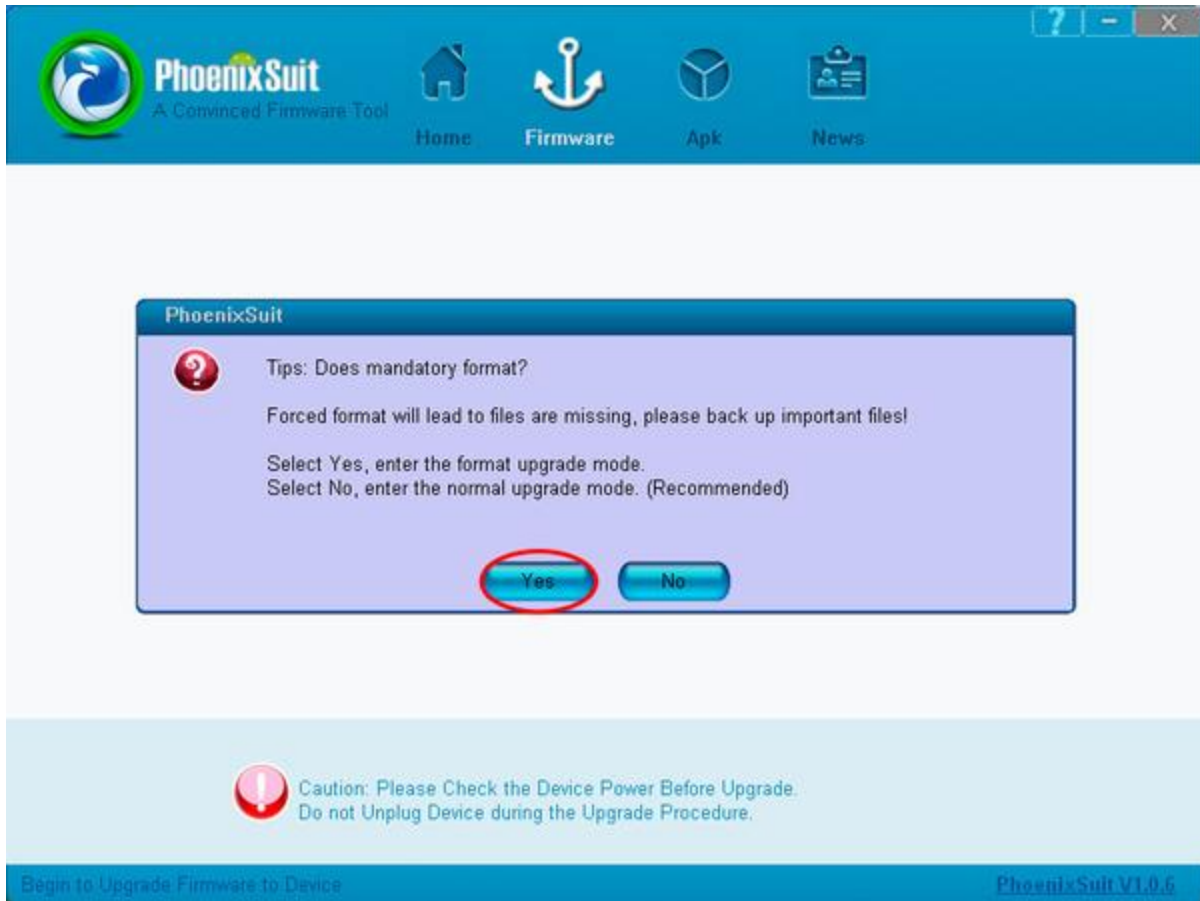 ? - X
PhoenixSuit
A Convinced Firmware Tool
Home Firmware Apk News
PhoenixSuit
Tips: Does mandatory format?
Forced format will lead to files are missing, please back up important files!
Select Yes, enter the format upgrade mode.
Select No, enter the normal upgrade mode. (Recommended)
Yes No
Caution: Please Check the Device Power Before Upgrade.
Do not Unplug Device during the Upgrade Procedure.
Begin to Upgrade Firmware to Device PhoenixSuit V1.0.6